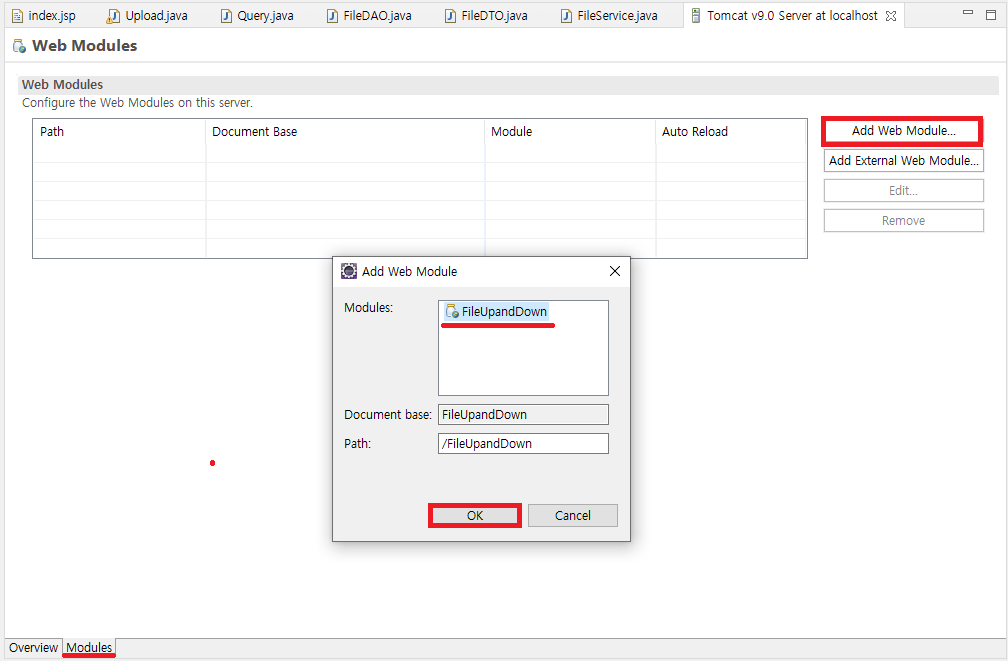 index.jsp Upload.java Query.java FileDAO.java FileDTO.java FileService.java Tomcat v9.0 Server at localhost
Web Modules
Web Modules
Configure the Web Modules on this server.
Path Document Base Module Auto Reload
Add Web Module...
Add External Web Module...
Edit...
Remove
Add Web Module
Modules:
FileUpandDown
Document base: FileUpandDown
Path: /FileUpandDown
OK Cancel
Overview Modules